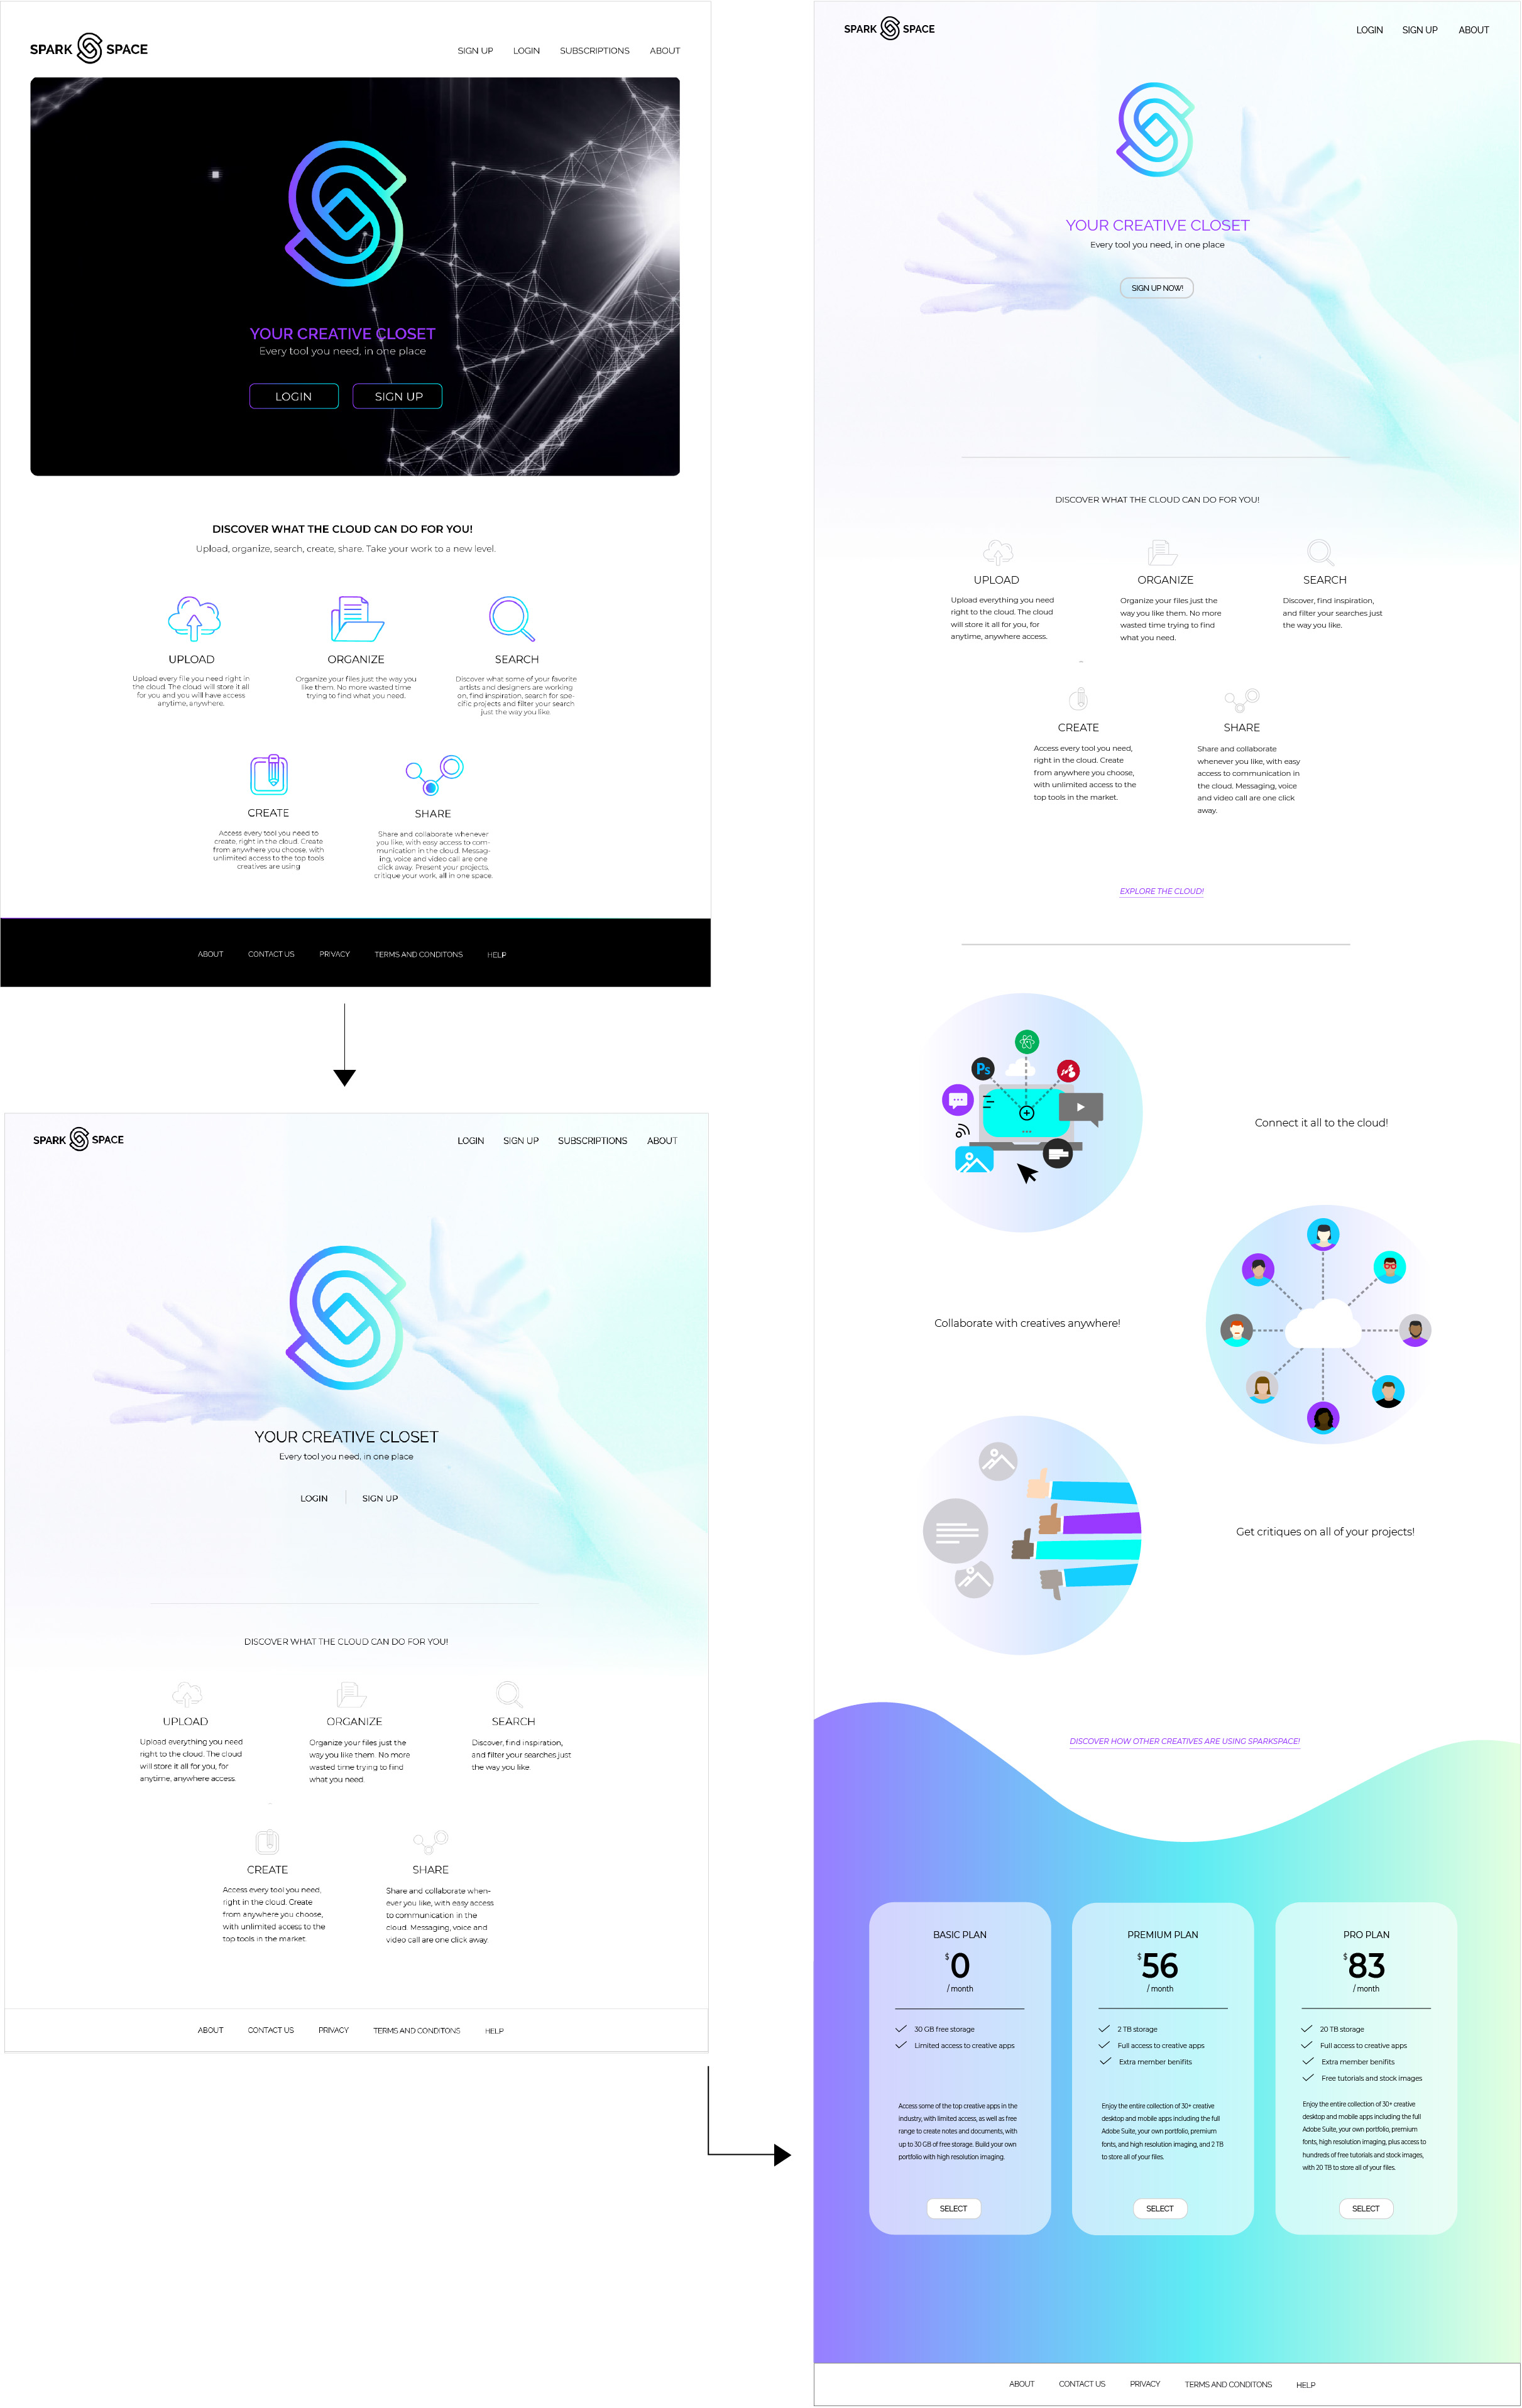 SPARK SPACE
SIGN UP LOGIN SUBSCRIPTIONS ABOUT
YOUR CREATIVE CLOSET
Every tool you need, in one place
LOGIN SIGN UP
DISCOVER WHAT THE CLOUD CAN DO FOR YOU!
Upload, organize, search, create, share. Take your work to a new level.
UPLOAD
Upload every file you need right in
the cloud. The cloud will store it all
for you and you will have access
anytime, anywhere.
ORGANIZE
Organize your files just the way you
like them: No more wasted time
trying to find what you need.
SEARCH
Discover what some of your favorite
artists and designers are working
on, find inspiration, search for spe-
cific projects and filter your search
just the way you like.
CREATE
Access every tool you need to
create, right in the cloud. Create
from anywhere you choose, with
unlimited access to the top tools
creatives are using
SHARE
Share and collaborate whenever
you like, with easy access to com-
munication in the cloud. Messag-
ing, voice and video call are one
click away. Present your projects,
critique your work, all in one space.
ABOUT CONTACT US PRIVACY TERMS AND CONDITONS HELP
SPARK SPACE
LOGIN SIGN UP SUBSCRIPTIONS ABOUT
YOUR CREATIVE CLOSET
Every tool you need, in one place
LOGIN SIGN UP
DISCOVER WHAT THE CLOUD CAN DO FOR YOU!
UPLOAD
Upload everything you need
right to the cloud. The cloud
will store it all for you, for
anytime, anywhere access.
ORGANIZE
Organize your files just the
way you like them. No more
wasted time trying to find
what you need.
SEARCH
Discover, find inspiration,
and filter your searches just
the way you like.
CREATE
Access every tool you need,
right in the cloud. Create
from anywhere you choose,
with unlimited access to the
top tools in the market.
SHARE
Share and collaborate when-
ever you like, with easy access
to communication in the
cloud. Messaging, voice and
video call are one click away.
ABOUT CONTACT US PRIVACY TERMS AND CONDITONS HELP
SPARK SPACE
LOGIN SIGN UP ABOUT
YOUR CREATIVE CLOSET
Every tool you need, in one place
SIGN UP NOW!
DISCOVER WHAT THE CLOUD CAN DO FOR YOU!
UPLOAD
Upload everything you need
right to the cloud. The cloud
will store it all for you, for
anytime, anywhere access.
ORGANIZE
Organize your files just the
way you like them. No more
wasted time trying to find
what you need.
SEARCH
Discover, find inspiration,
and filter your searches just
the way you like.
CREATE
Access every tool you need,
right in the cloud. Create
from anywhere you choose,
with unlimited access to the
top tools in the market.
SHARE
Share and collaborate
whenever you like, with easy
access to communication in
the cloud. Messaging, voice
and video call are one click
away.
EXPLORE THE CLOUD!
Ps
Connect it all to the cloud!
Collaborate with creatives anywhere!
Get critiques on all of your projects!
DISCOVER HOW OTHER CREATIVES ARE USING SPARKSPACE!
BASIC PLAN
$0
/ month
30 GB free storage
Limited access to creative apps
Access some of the top creative apps in the
industry, with limited access, as well as free
range to create notes and documents, with
up to 30 GB of free storage. Build your own
portfolio with high resolution imaging.
SELECT
PREMIUM PLAN
$56
/ month
2 TB storage
Full access to creative apps
Extra member benifits
Enjoy the entire collection of 30+ creative
desktop and mobile apps including the full
Adobe Suite, your own portfolio, premium
fonts, and high resolution imaging, and 2 TB
to store all of your files.
SELECT
PRO PLAN
$83
/ month
20 TB storage
Full access to creative apps
Extra member benifits
Free tutorials and stock images
Enjoy the entire collection of 30+ creative
desktop and mobile apps including the full
Adobe Suite, your own portfolio, premium
fonts, high resolution imaging, plus access to
hundreds of free tutorials and stock images,
with 20 TB to store all of your files.
SELECT
ABOUT CONTACT US PRIVACY TERMS AND CONDITONS HELP